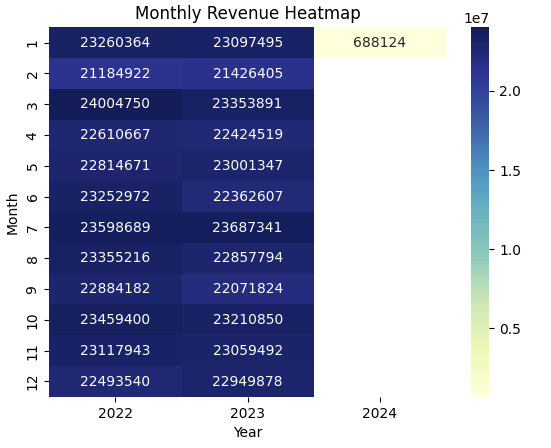 Monthly Revenue Heatmap
1e7
1 23260364 23097495 688124
2 21184922 21426405
3 24004750 23353891
4 22610667 22424519
5 22814671 23001347
6 23252972 22362607
7 23598689 23687341
8 23355216 22857794
9 22884182 22071824
10 23459400 23210850
11 23117943 23059492
12 22493540 22949878
Month
2022 2023 2024
Year
2.0
1.5
1.0
0.5